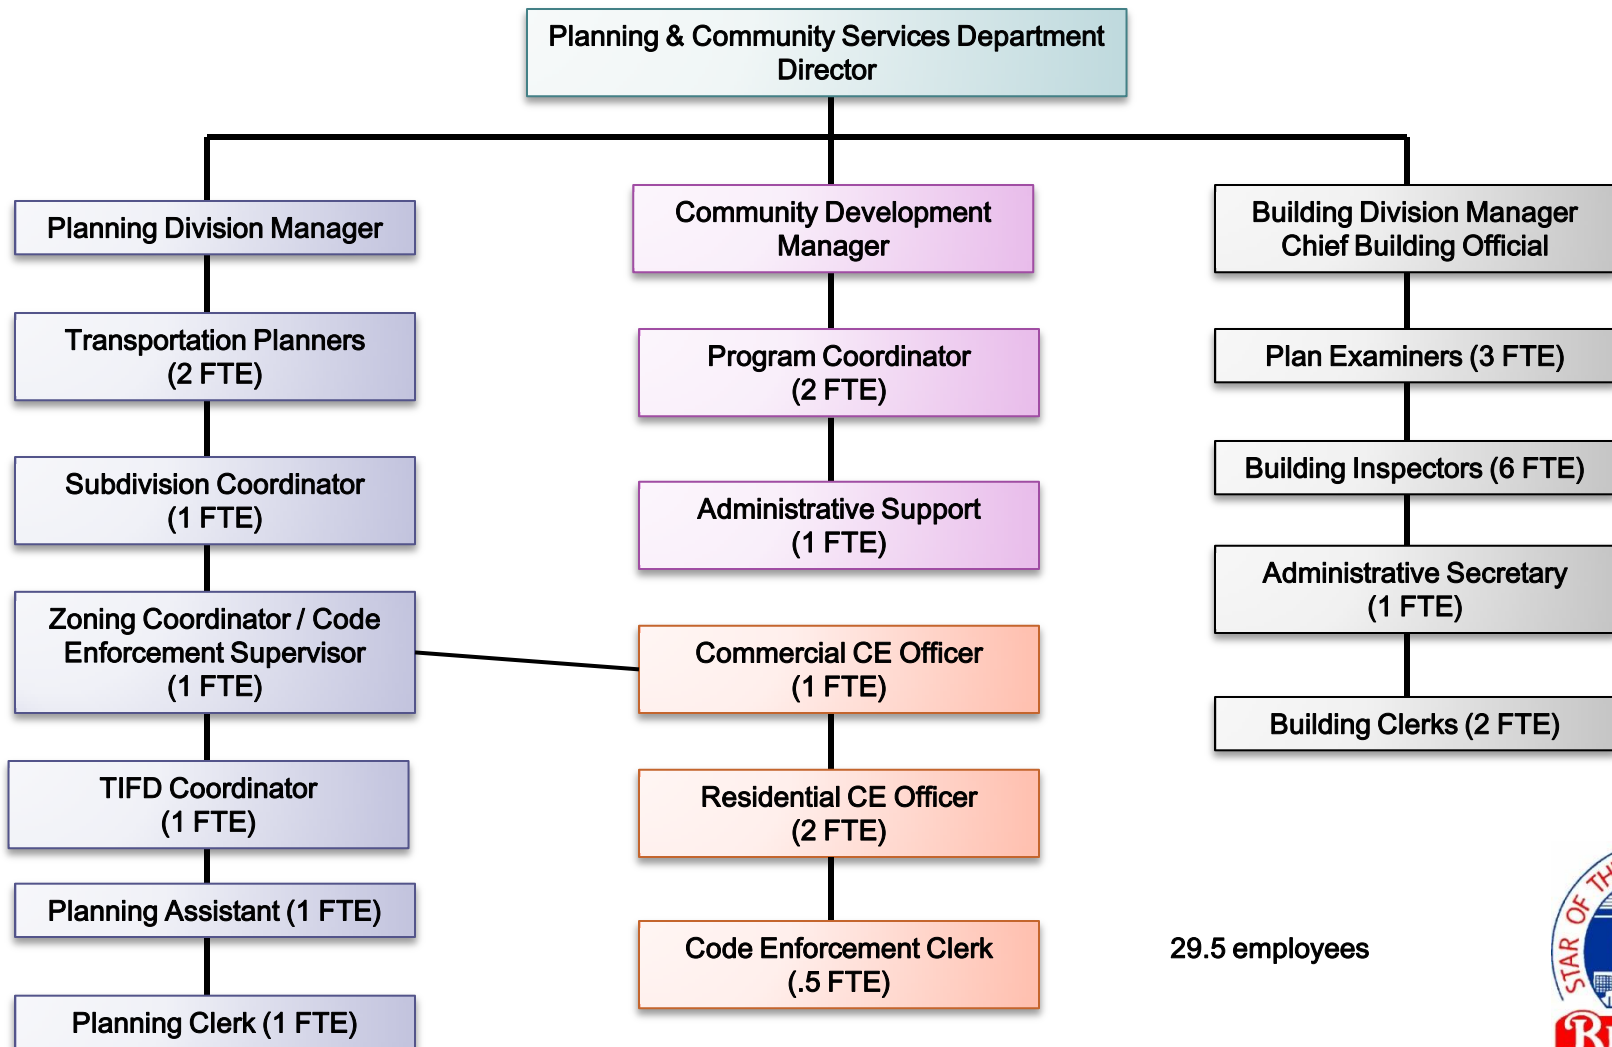 Planning & Community Services Department
Director
Planning Division Manager
Transportation Planners
(2 FTE)
Subdivision Coordinator
(1 FTE)
Zoning Coordinator / Code
Enforcement Supervisor
(1 FTE)
TIFD Coordinator
(1 FTE)
Planning Assistant (1 FTE)
Planning Clerk (1 FTE)
Community Development
Manager
Program Coordinator
(2 FTE)
Administrative Support
(1 FTE)
Commercial CE Officer
(1 FTE)
Residential CE Officer
(2 FTE)
Code Enforcement Clerk
(.5 FTE)
Building Division Manager
Chief Building Official
Plan Examiners (3 FTE)
Building Inspectors (6 FTE)
Administrative Secretary
(1 FTE)
Building Clerks (2 FTE)
29.5 employees
STAR OF